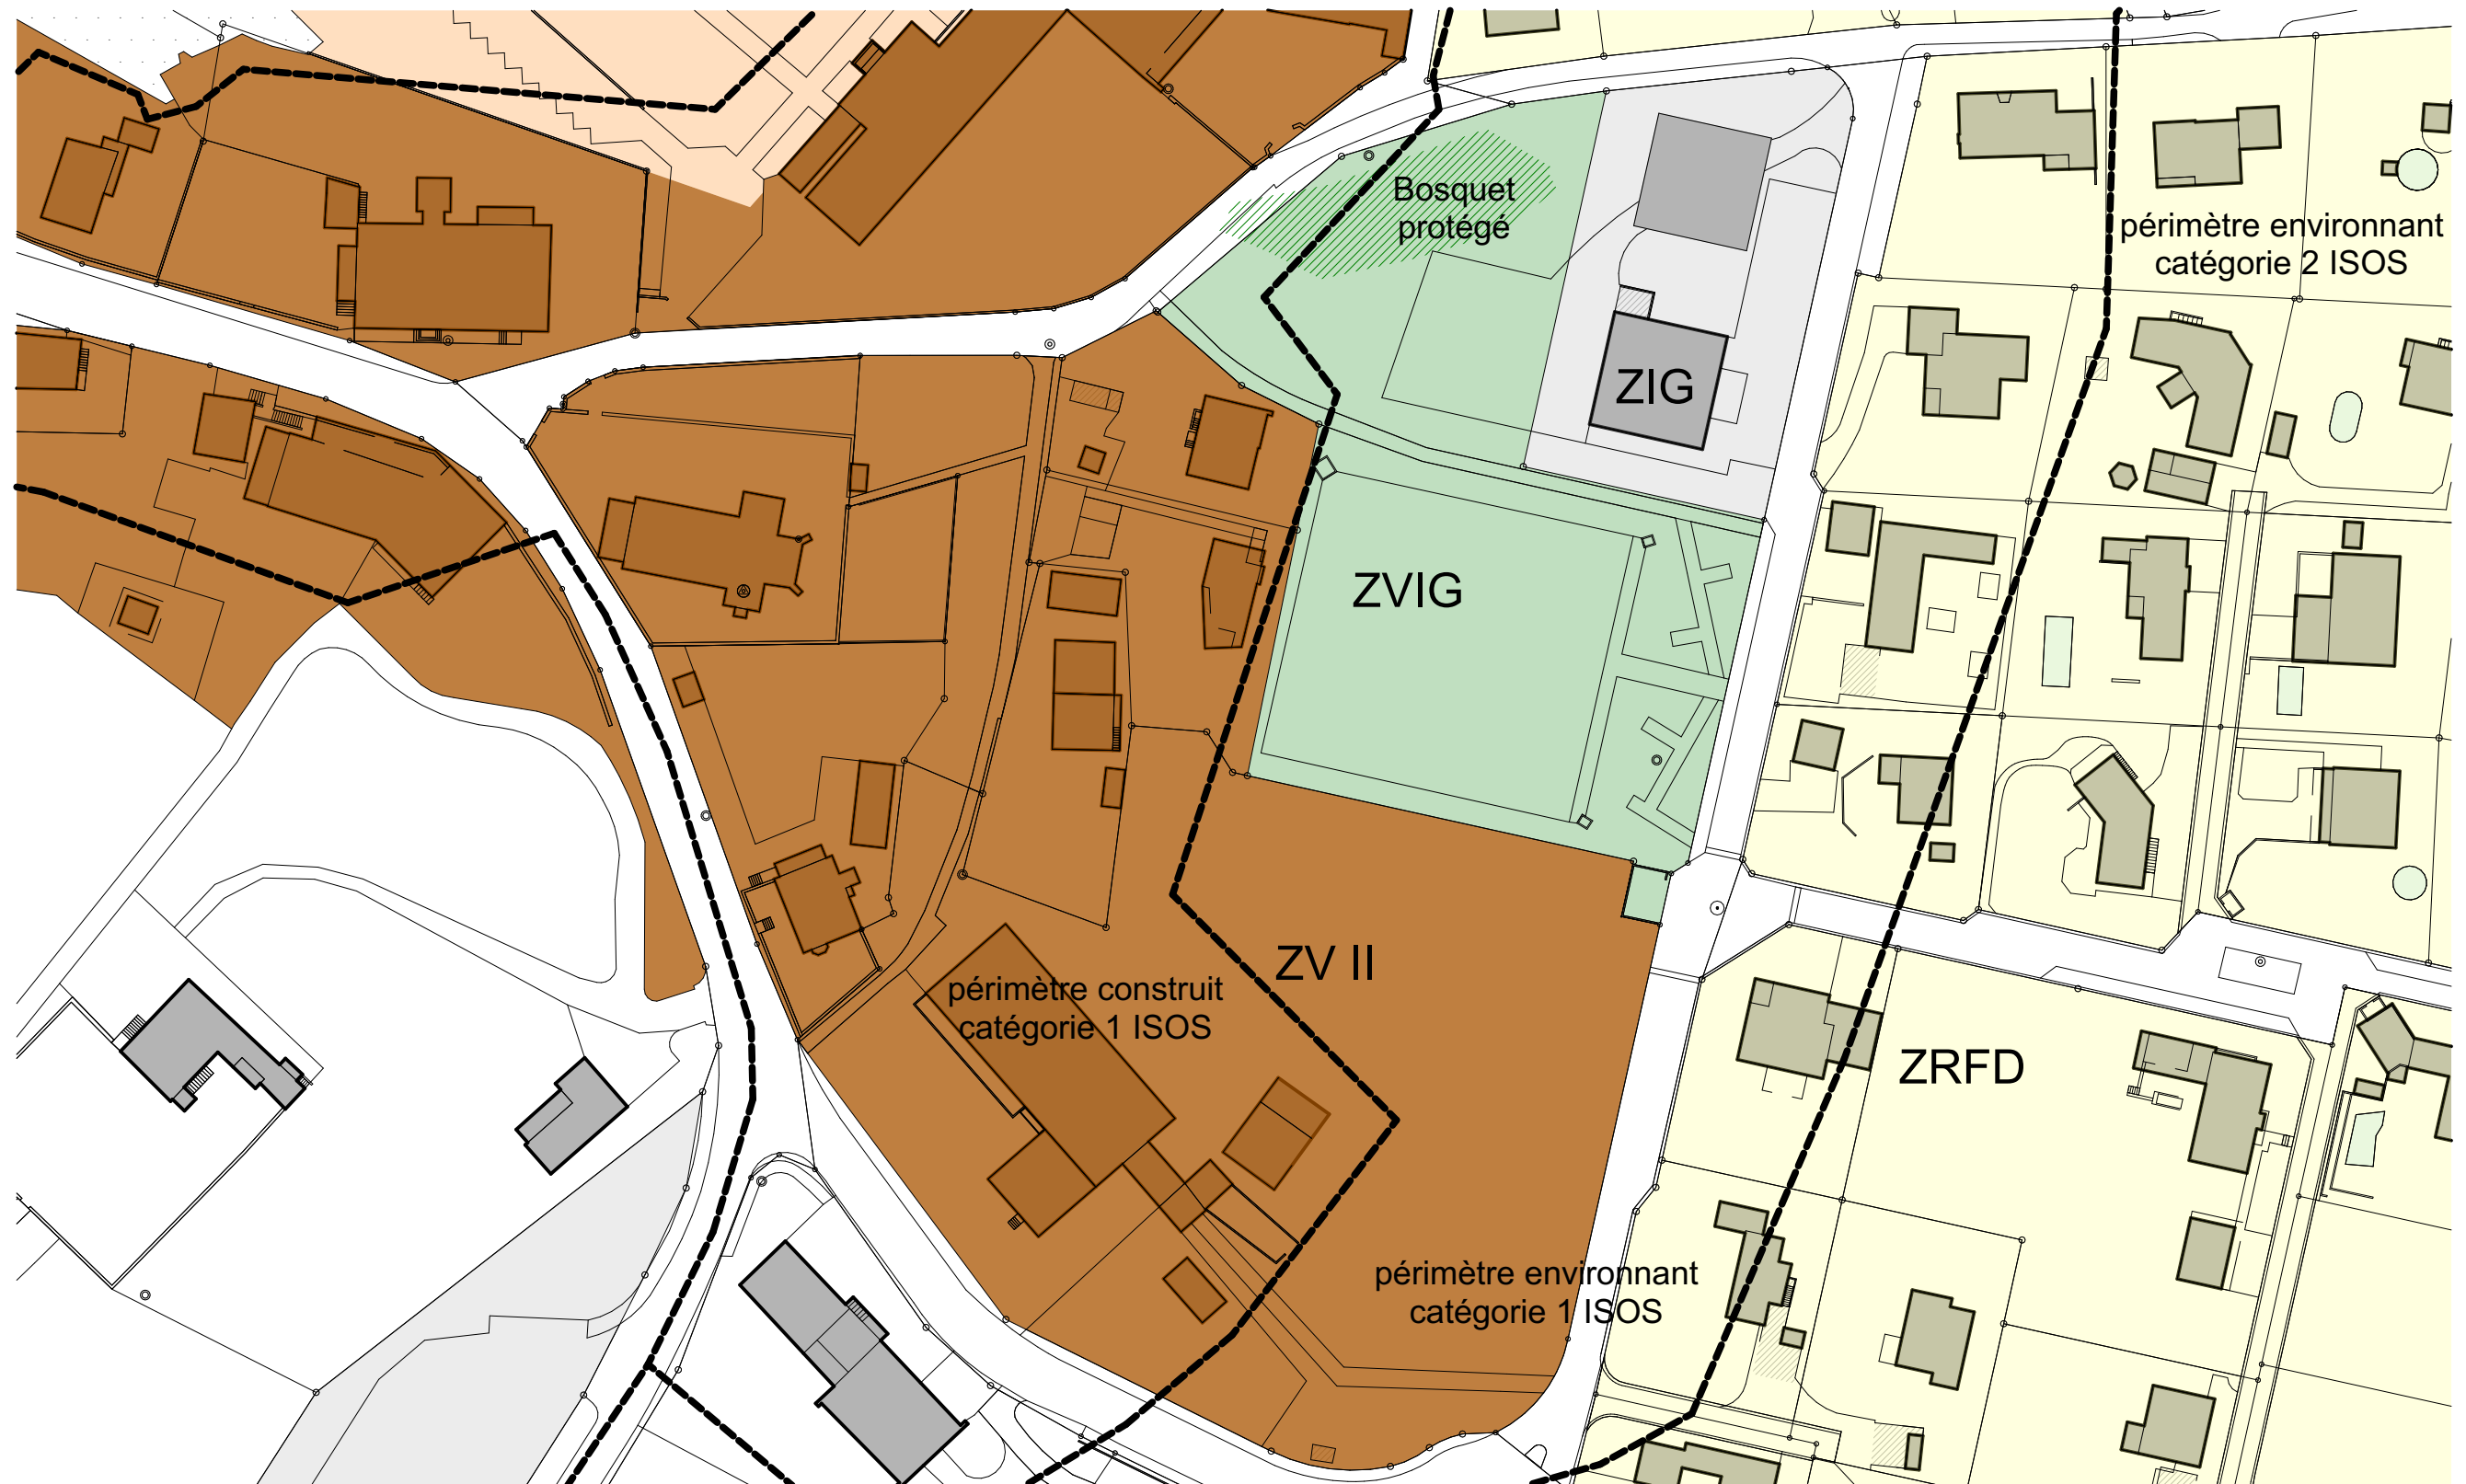 Bosquet
protégé
périmètre environnant
catégorie 2 ISOS
ZIG
ZVIG
ZV II
périmètre construit
catégorie 1 ISOS
ZRFD
périmètre environnant
catégorie 1 ISOS